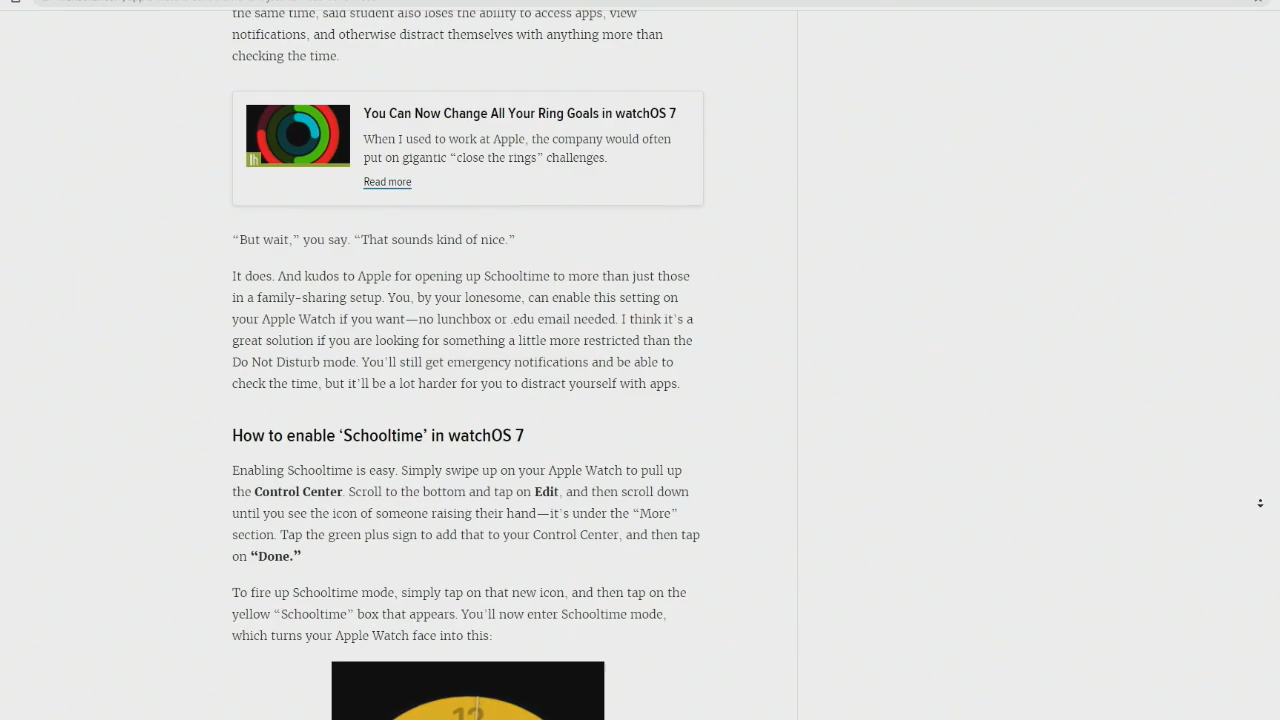 the same time, said student also loses the ability to access apps, view
notifications, and otherwise distract themselves with anything more than
checking the time.
You Can Now Change All Your Ring Goals in watchOS 7
When I used to work at Apple, the company would often
put on gigantic “close the rings” challenges.
lh
Read more
“But wait,” you say. “That sounds kind of nice.”
It does. And kudos to Apple for opening up Schooltime to more than just those
in a family-sharing setup. You, by your lonesome, can enable this setting on
your Apple Watch if you want—no lunchbox or .edu email needed. I think it’s a
great solution if you are looking for something a little more restricted than the
Do Not Disturb mode. You’ll still get emergency notifications and be able to
check the time, but it’ll be a lot harder for you to distract yourself with apps.
How to enable ‘Schooltime’ in watchOS 7
Enabling Schooltime is easy. Simply swipe up on your Apple Watch to pull up
the Control Center. Scroll to the bottom and tap on Edit, and then scroll down
until you see the icon of someone raising their hand—it’s under the “More”
section. Tap the green plus sign to add that to your Control Center, and then tap
on “Done.”
To fire up Schooltime mode, simply tap on that new icon, and then tap on the
yellow “Schooltime” box that appears. You’ll now enter Schooltime mode,
which turns your Apple Watch face into this:
12